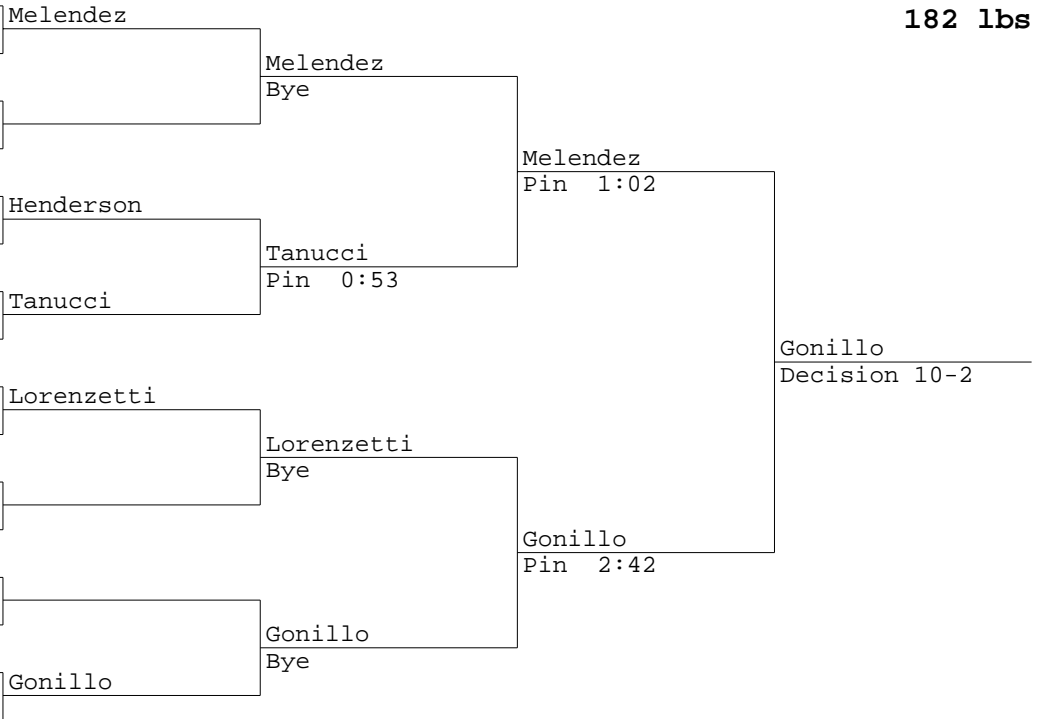 Melendez
182 lbs
Melendez
Bye
Melendez
Pin 1:02
Henderson
Tanucci
Pin 0:53
Tanucci
Gonillo
Decision 10-2
Lorenzetti
Lorenzetti
Bye
Gonillo
Pin 2:42
Gonillo
Bye
Gonillo